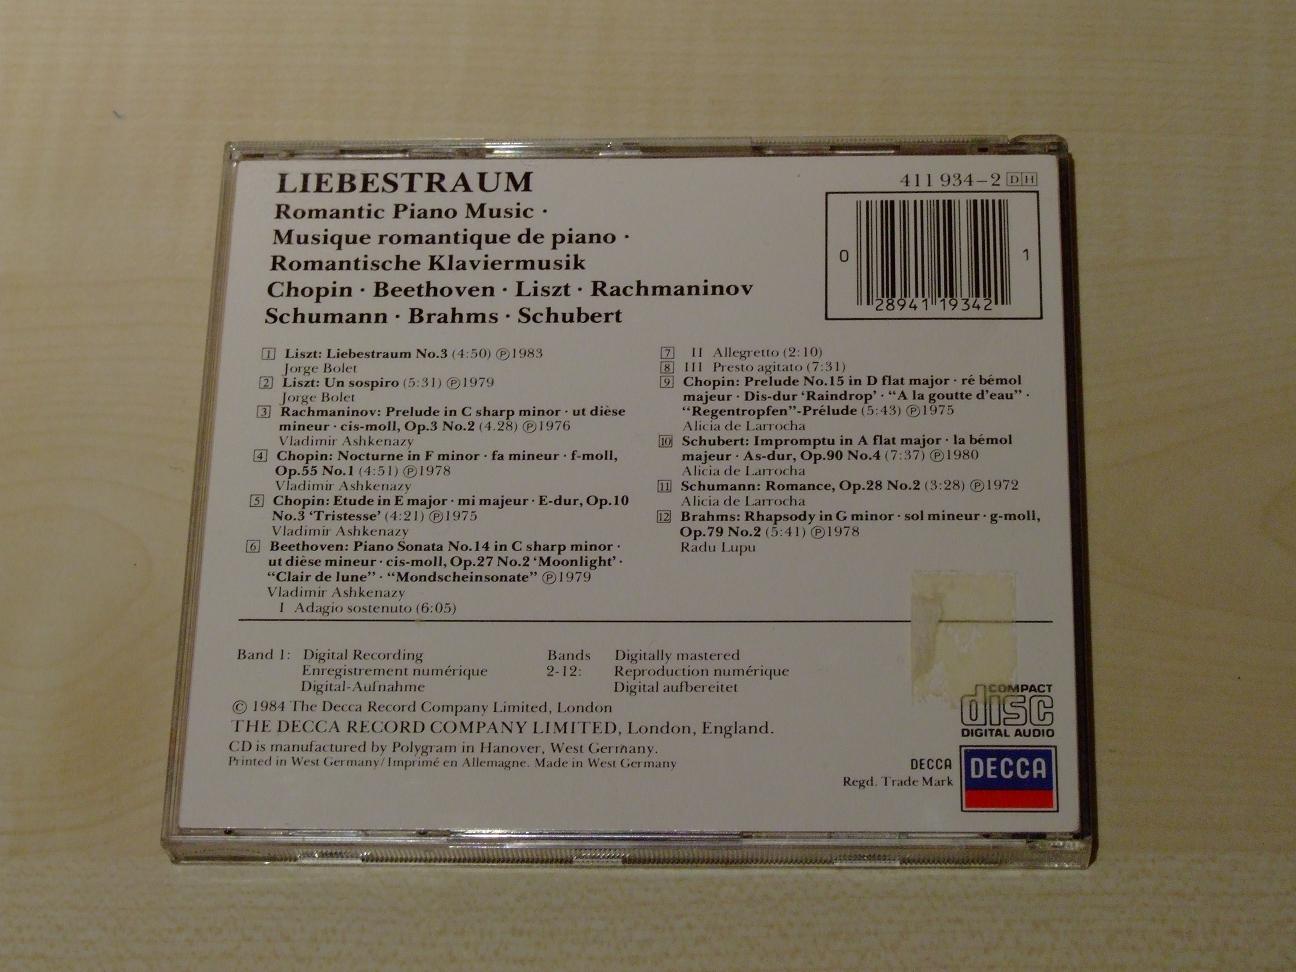 LIEBESTRAUM
Romantic Piano Music ·
Musique romantique de piano ·
Romantische Klaviermusik
Chopin · Beethoven · Liszt · Rachmaninov
Schumann · Brahms · Schubert
411 934-2 DH
0 28941 19342 1
1 Liszt: Liebestraum No.3 (4:50) ℗1983
Jorge Bolet
2 Liszt: Un sospiro (5:31) ℗1979
Jorge Bolet
3 Rachmaninov: Prelude in C sharp minor · ut dièse
mineur · cis-moll, Op.3 No.2 (4.28) ℗1976
Vladimir Ashkenazy
4 Chopin: Nocturne in F minor · fa mineur · f-moll,
Op.55 No.1 (4:51) ℗1978
Vladimir Ashkenazy
5 Chopin: Etude in E major · mi majeur · E-dur, Op.10
No.3 ‘Tristesse’ (4:21) ℗1975
Vladimir Ashkenazy
6 Beethoven: Piano Sonata No.14 in C sharp minor ·
ut dièse mineur · cis-moll, Op.27 No.2 ‘Moonlight’ ·
“Clair de lune” · “Mondscheinsonate” ℗1979
Vladimir Ashkenazy
I Adagio sostenuto (6:05)
7 II Allegretto (2:10)
8 III Presto agitato (7:31)
9 Chopin: Prelude No.15 in D flat major · ré bémol
majeur · Dis-dur ‘Raindrop’ · “A la goutte d’eau” ·
“Regentropfen”-Prélude (5:43) ℗1975
Alicia de Larrocha
10 Schubert: Impromptu in A flat major · la bémol
majeur · As-dur, Op.90 No.4 (7:37) ℗1980
Alicia de Larrocha
11 Schumann: Romance, Op.28 No.2 (3:28) ℗1972
Alicia de Larrocha
12 Brahms: Rhapsody in G minor · sol mineur · g-moll,
Op.79 No.2 (5:41) ℗1978
Radu Lupu
Band 1: Digital Recording
Enregistrement numérique
Digital-Aufnahme
Bands Digitally mastered
2-12: Reproduction numérique
Digital aufbereitet
© 1984 The Decca Record Company Limited, London
THE DECCA RECORD COMPANY LIMITED, London, England.
CD is manufactured by Polygram in Hanover, West Germany.
Printed in West Germany/Imprimé en Allemagne. Made in West Germany
COMPACT
disc
DIGITAL AUDIO
DECCA
Regd. Trade Mark
DECCA